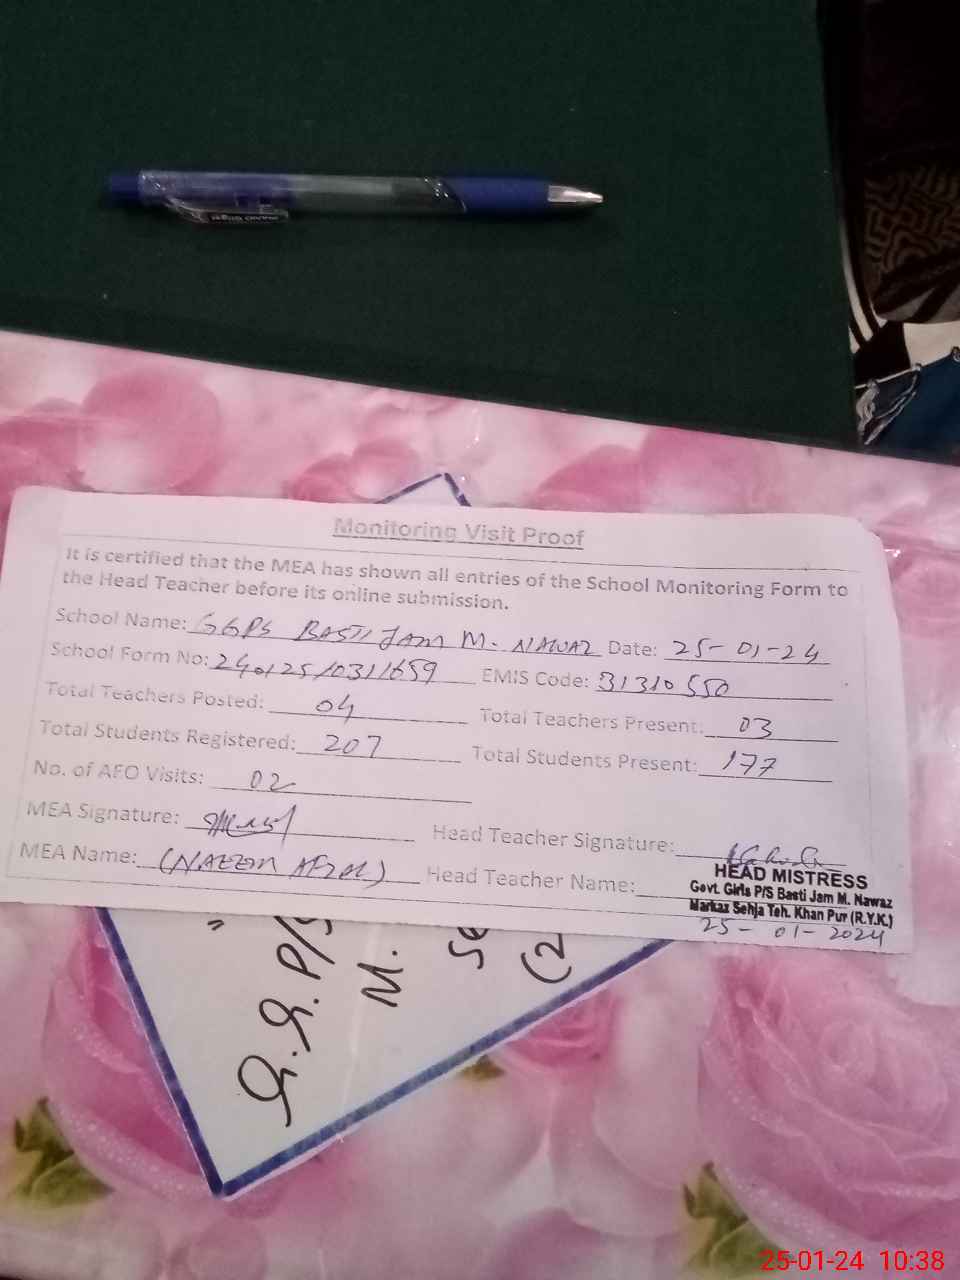 Monitoring Visit Proof
It is certified that the MEA has shown all entries of the School Monitoring Form to
the Head Teacher before its online submission.
School Name: GGPS BASTI JAM M. NAWAZ Date: 25-01-24
School Form No: 24012510311659 EMIS Code: 31310550
Total Teachers Posted: 04 Total Teachers Present: 03
Total Students Registered: 207 Total Students Present: 177
No. of AEO Visits: 02
MEA Signature: Head Teacher Signature:
MEA Name: (NAEEM AFZAL) Head Teacher Name:
HEAD MISTRESS
Govt. Girls P/S Basti Jam M. Nawaz
Markaz Sehja Teh. Khan Pur (R.Y.K.)
25-01-2024
G.G.P/S
M.
Se
(2
25-01-24 10:38